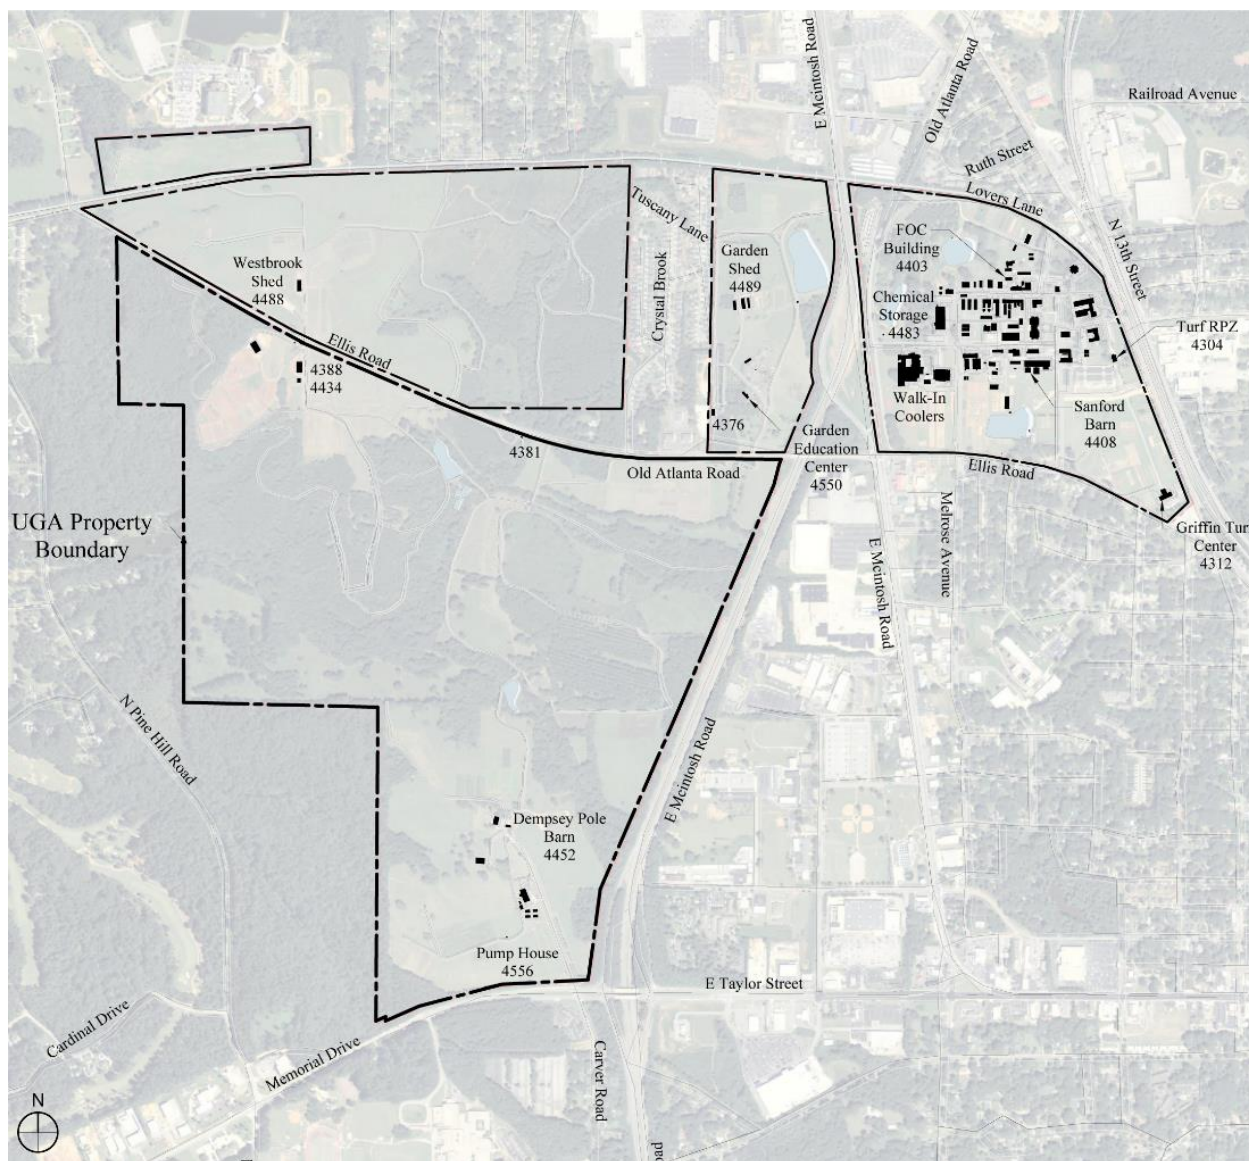 E Mcintosh Road
Old Atlanta Road
Railroad Avenue
Ruth Street
Lovers Lane
Tuscany Lane
FOC
Building
4403
N 13th Street
Westbrook
Shed
4488
Garden
Shed
4489
Crystal Brook
Chemical
Storage
4483
Turf RPZ
4304
Ellis Road
4388
4434
Walk-In
Coolers
Sanford
Barn
4408
4376
4381
Garden
Education
Center
4550
Old Atlanta Road
Ellis Road
UGA Property
Boundary
Melrose Avenue
Griffin Turf
Center
4312
E Mcintosh Road
N Pine Hill Road
E Mcintosh Road
Dempsey Pole
Barn
4452
Pump House
4556
E Taylor Street
Cardinal Drive
Memorial Drive
Carver Road
N